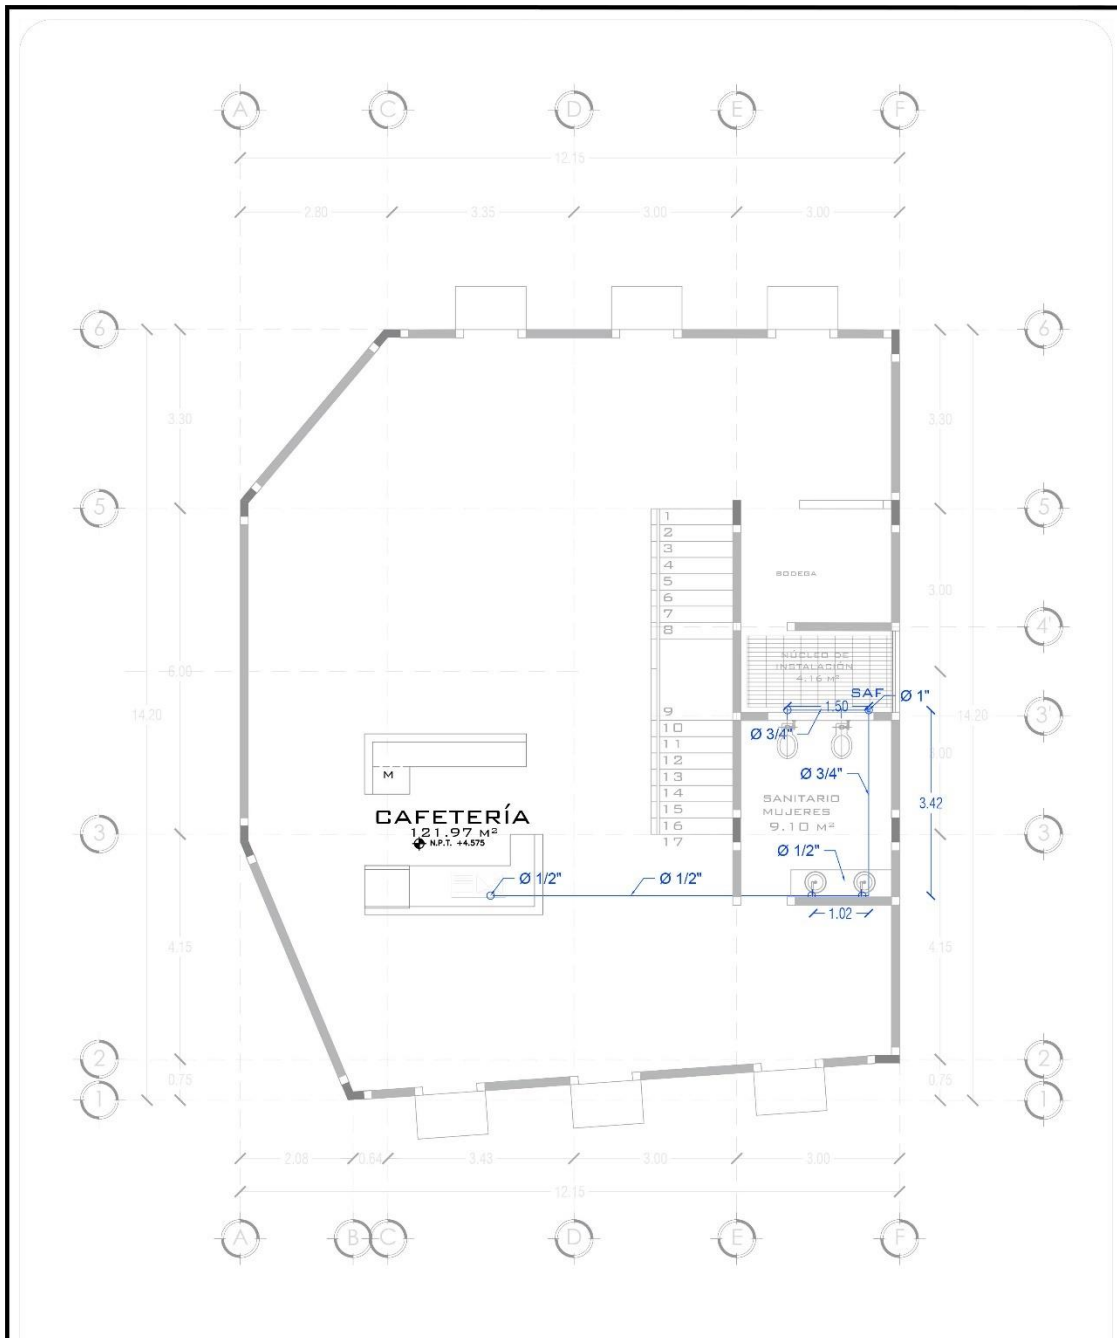 A C D E F
12.15
2.80 3.35 3.00 3.00
6 6
3.30 3.30
5 5
1
2
3
4
5
6
7
8
BODEGA
3.00
4'
NÚCLEO DE
INSTALACIÓN
4.16 M²
6.00
SAF Ø 1"
1.50
14.20 9 3' 14.20
10
Ø 3/4"
11
3.00
12
M 13 Ø 3/4"
14
SANITARIO
3.42
15
MUJERES
CAFETERÍA
16
9.10 M²
121.97 M²
3 3
N.P.T. +4.575
17
Ø 1/2"
Ø 1/2" Ø 1/2"
1.02
4.15 4.15
2 2
0.75 0.75
1 1
2.08 0.64 3.43 3.00 3.00
12.15
A B C D E F